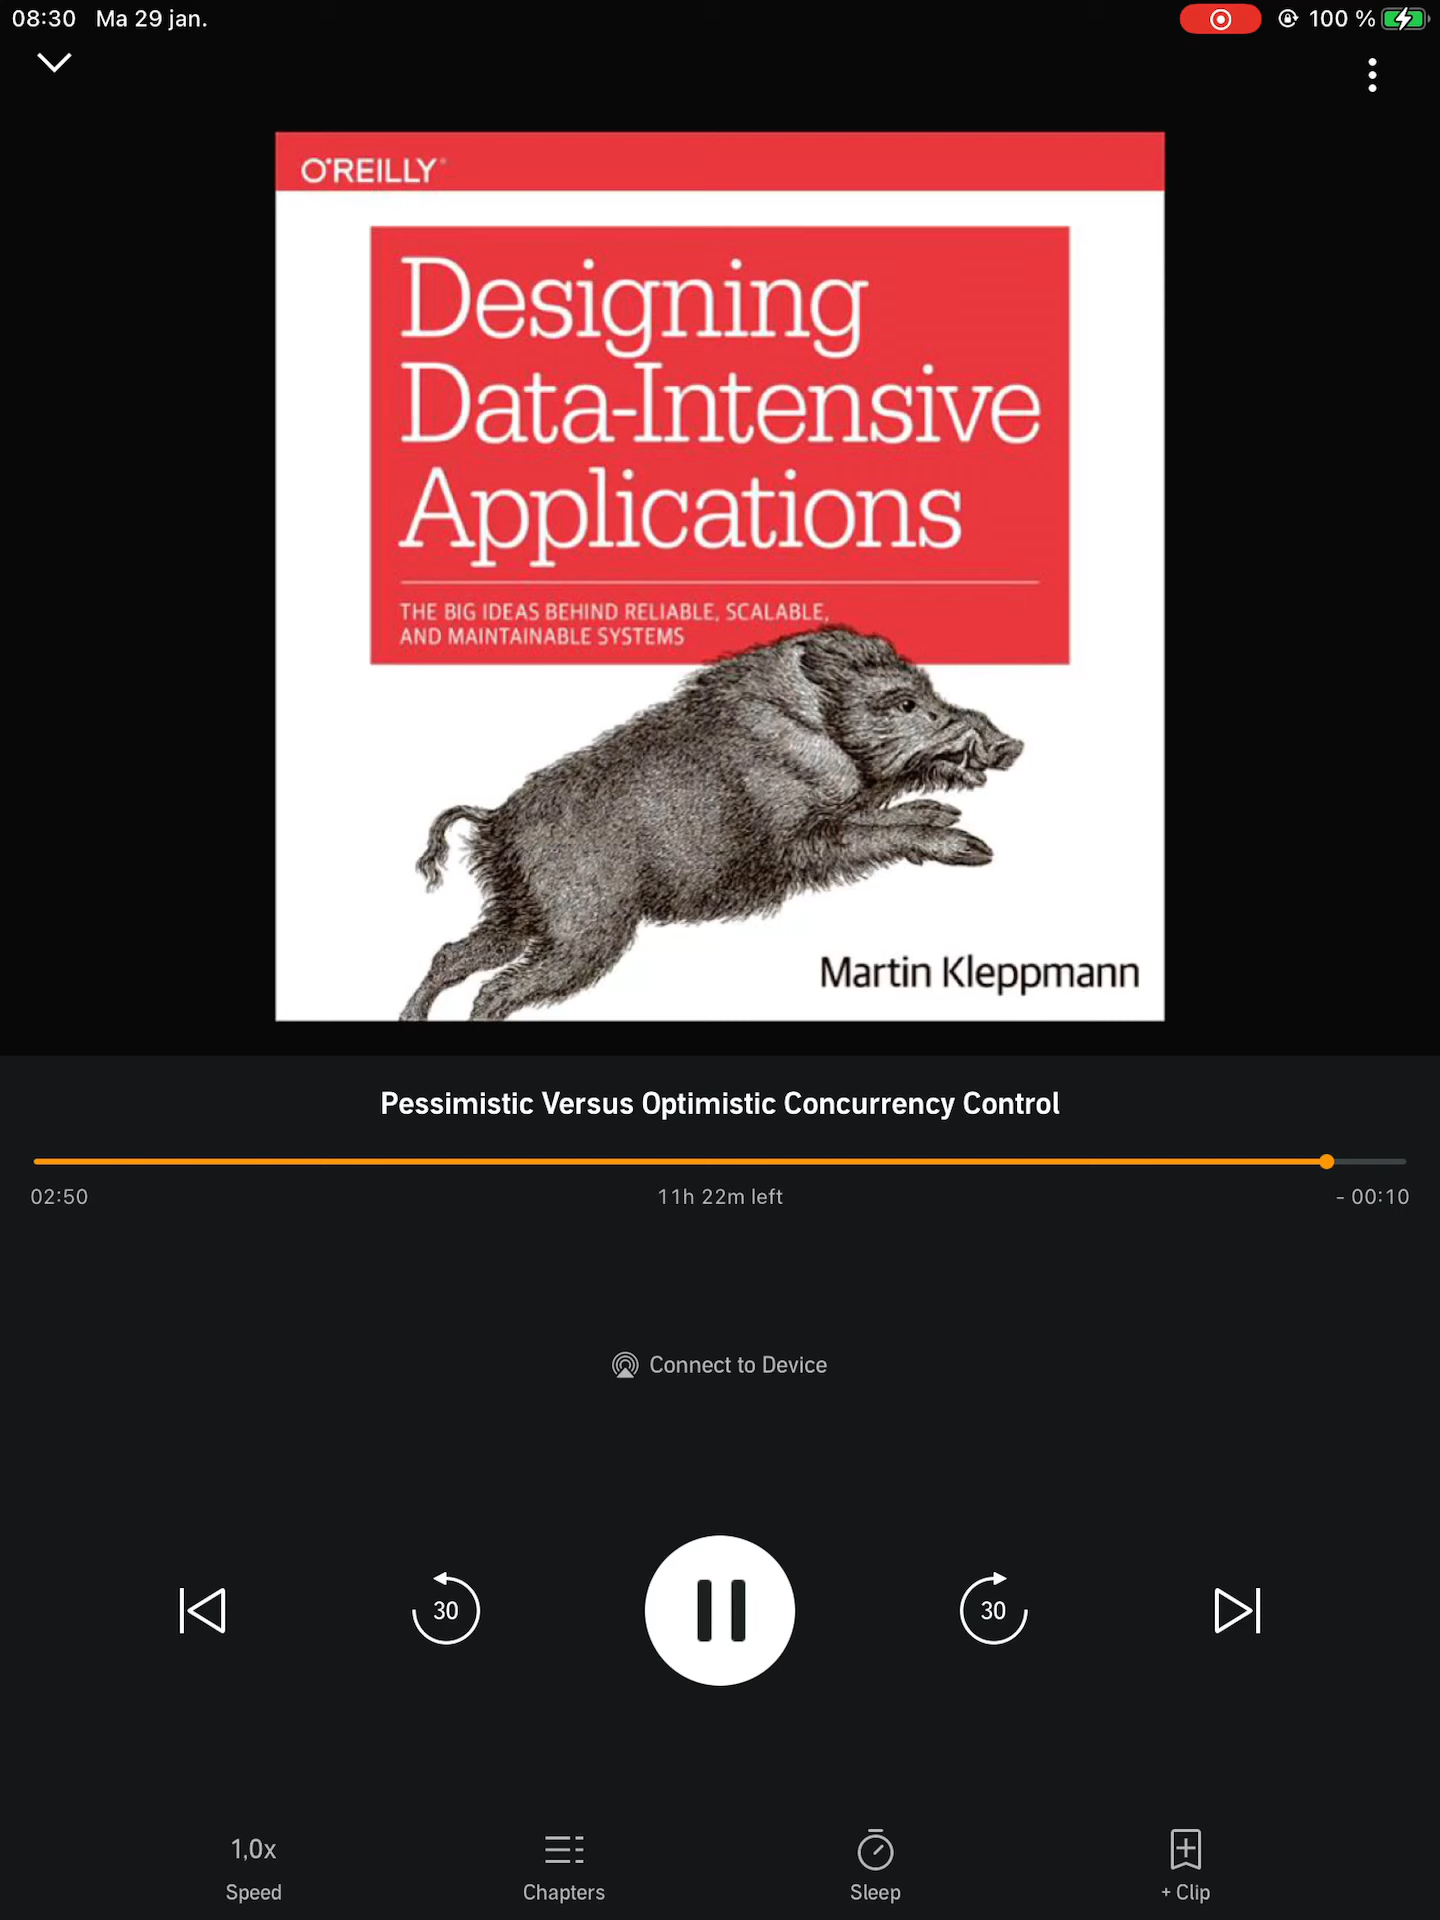 08:30 Ma 29 jan.
100 %
O'REILLY®
Designing
Data-Intensive
Applications
THE BIG IDEAS BEHIND RELIABLE, SCALABLE,
AND MAINTAINABLE SYSTEMS
Martin Kleppmann
Pessimistic Versus Optimistic Concurrency Control
02:50
11h 22m left
- 00:10
Connect to Device
30
30
1,0x
Speed
Chapters
Sleep
+ Clip